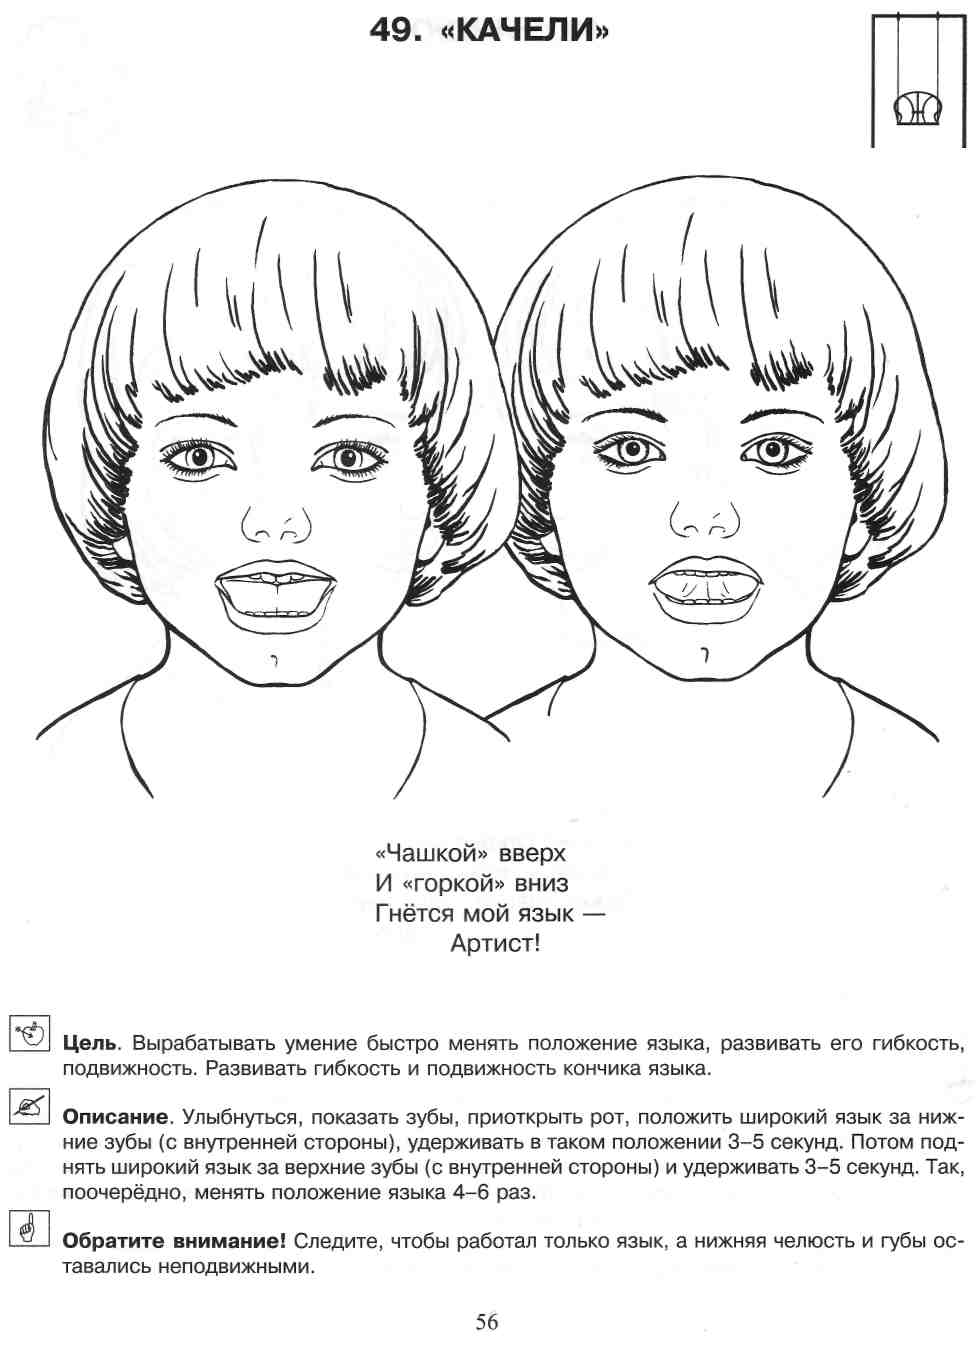 49. «КАЧЕЛИ»
«Чашкой» вверх
И «горкой» вниз
Гнётся мой язык —
Артист!
Цель. Вырабатывать умение быстро менять положение языка, развивать его гибкость,
подвижность. Развивать гибкость и подвижность кончика языка.
Описание. Улыбнуться, показать зубы, приоткрыть рот, положить широкий язык за ниж-
ние зубы (с внутренней стороны), удерживать в таком положении 3–5 секунд. Потом под-
нять широкий язык за верхние зубы (с внутренней стороны) и удерживать 3–5 секунд. Так,
поочерёдно, менять положение языка 4–6 раз.
Обратите внимание! Следите, чтобы работал только язык, а нижняя челюсть и губы ос-
тавались неподвижными.
56